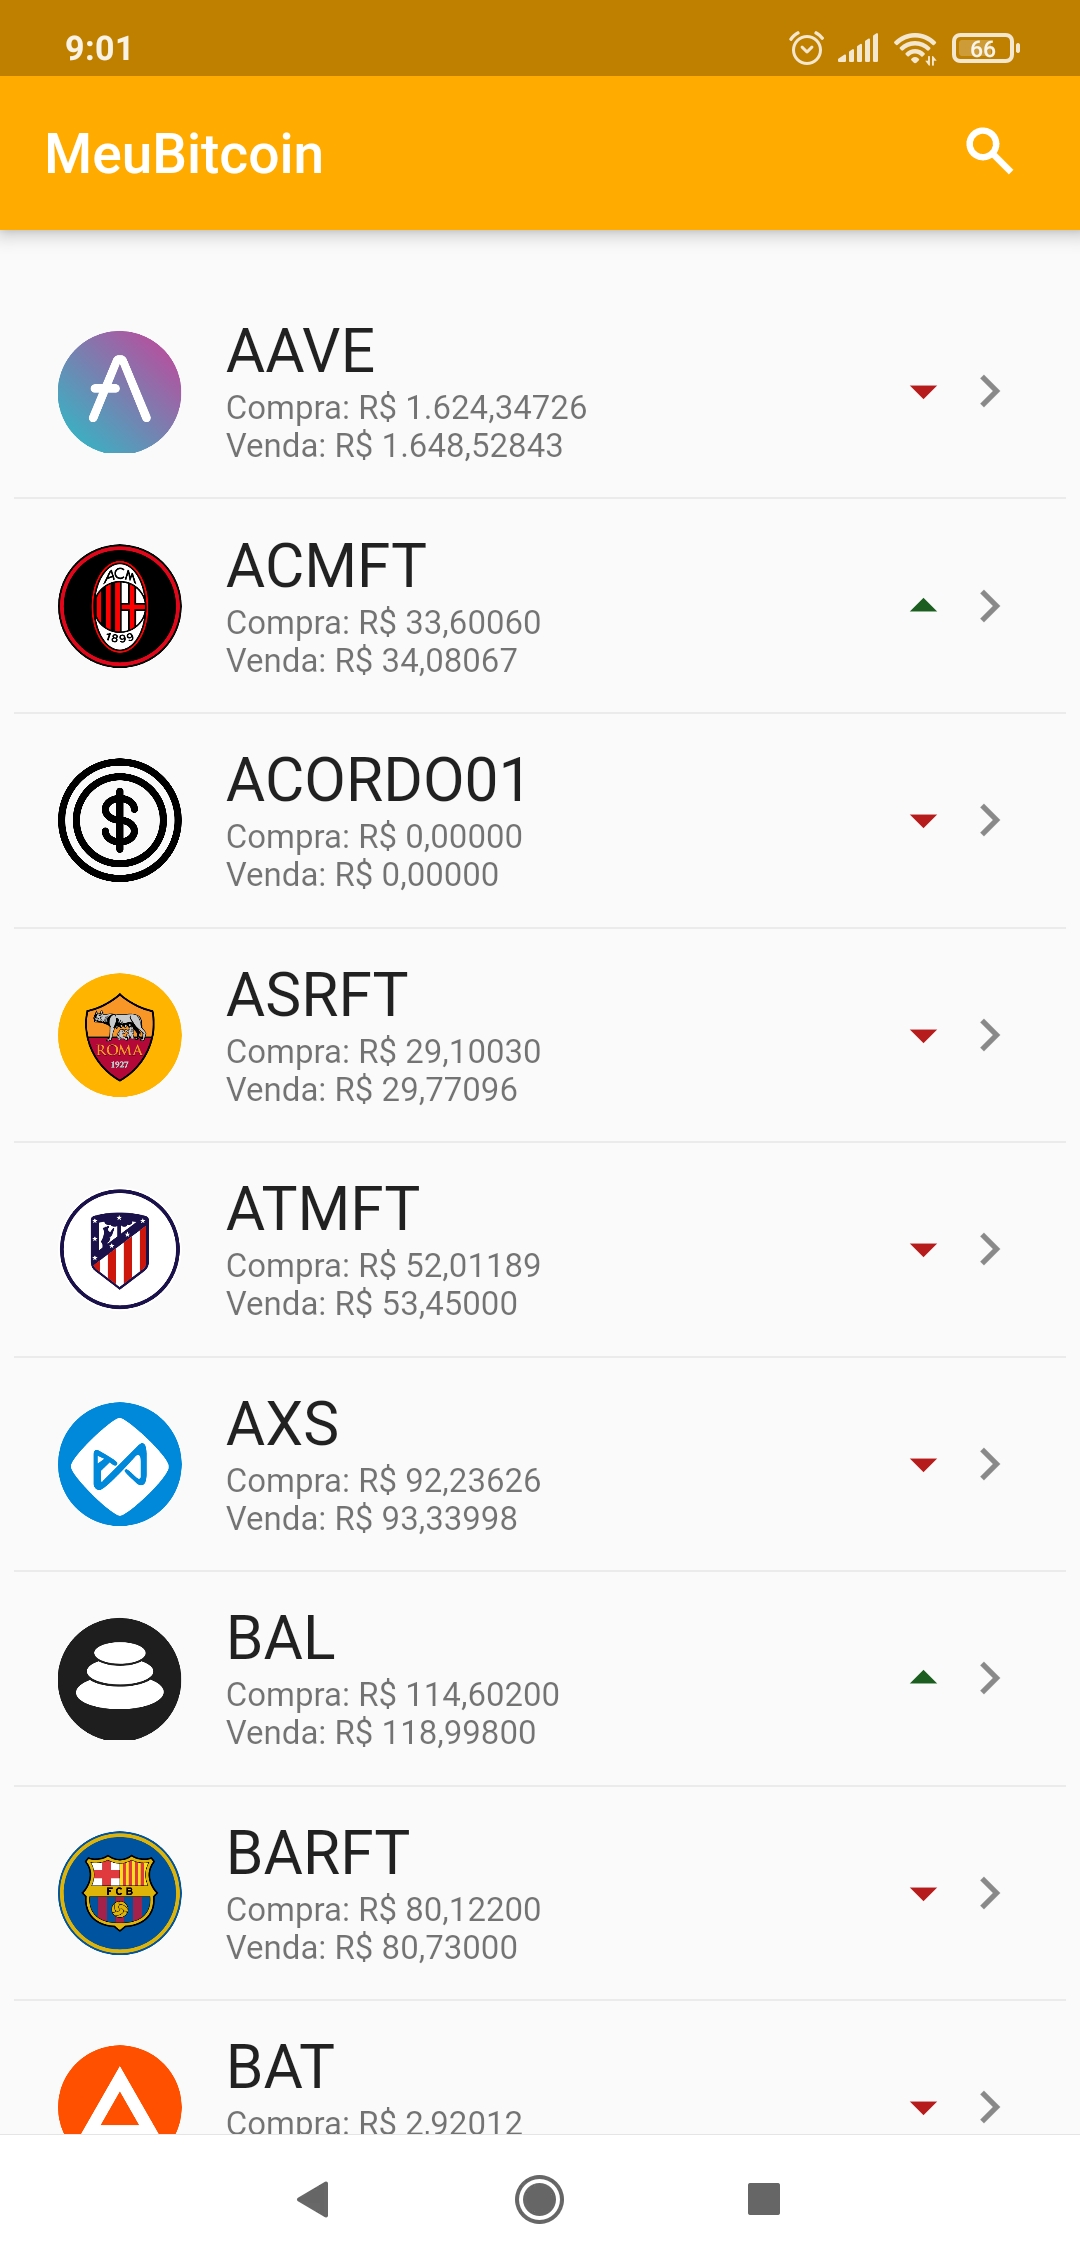 9:01
66
MeuBitcoin
AAVE
Compra: R$ 1.624,34726
Venda: R$ 1.648,52843
ACM
1899
ACMFT
Compra: R$ 33,60060
Venda: R$ 34,08067
$
ACORDO01
Compra: R$ 0,00000
Venda: R$ 0,00000
ROMA
1927
ASRFT
Compra: R$ 29,10030
Venda: R$ 29,77096
ATMFT
Compra: R$ 52,01189
Venda: R$ 53,45000
AXS
Compra: R$ 92,23626
Venda: R$ 93,33998
BAL
Compra: R$ 114,60200
Venda: R$ 118,99800
FCB
BARFT
Compra: R$ 80,12200
Venda: R$ 80,73000
BAT
Compra: R$ 2,92012